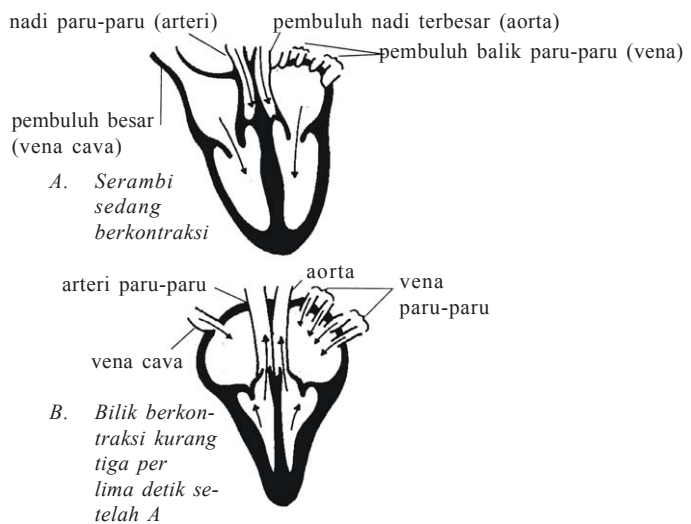 nadi paru-paru (arteri)
pembuluh nadi terbesar (aorta)
pembuluh balik paru-paru (vena)
pembuluh besar
(vena cava)
A. Serambi
sedang
berkontraksi
arteri paru-paru
aorta
vena
paru-paru
vena cava
B. Bilik berkon-
traksi kurang
tiga per
lima detik se-
telah A